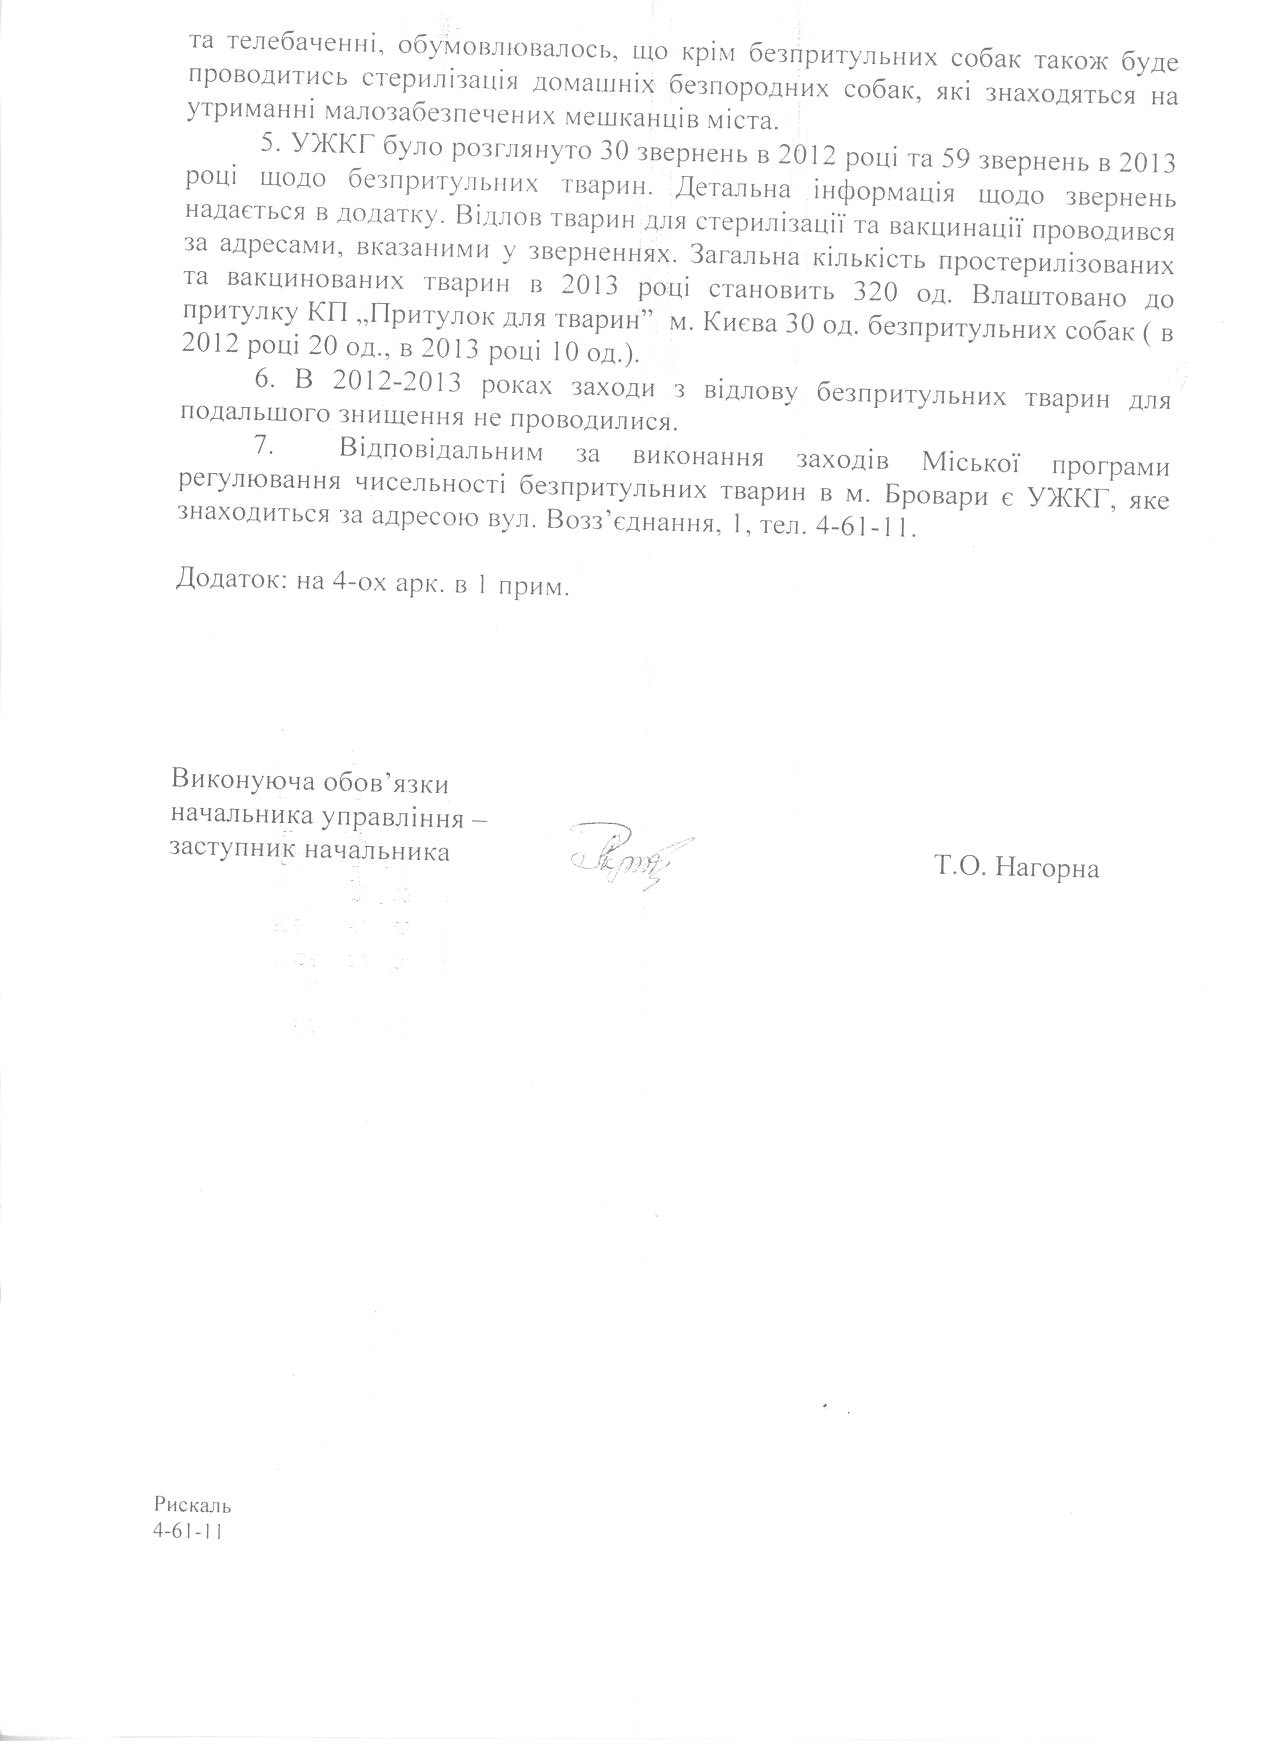 та телебаченні, обумовлювалось, що крім безпритульних собак також буде
проводитись стерилізація домашніх безпородних собак, які знаходяться на
утриманні малозабезпечених мешканців міста.
5. УЖКГ було розглянуто 30 звернень в 2012 році та 59 звернень в 2013
році щодо безпритульних тварин. Детальна інформація щодо звернень
надається в додатку. Відлов тварин для стерилізації та вакцинації проводився
за адресами, вказаними у зверненнях. Загальна кількість простерилізованих
та вакцинованих тварин в 2013 році становить 320 од. Влаштовано до
притулку КП „Притулок для тварин” м. Києва 30 од. безпритульних собак ( в
2012 році 20 од., в 2013 році 10 од.).
6. В 2012-2013 роках заходи з відлову безпритульних тварин для
подальшого знищення не проводилися.
7. Відповідальним за виконання заходів Міської програми
регулювання чисельності безпритульних тварин в м. Бровари є УЖКГ, яке
знаходиться за адресою вул. Возз’єднання, 1, тел. 4-61-11.
Додаток: на 4-ох арк. в 1 прим.
Виконуюча обов’язки
начальника управління –
заступник начальника
Т.О. Нагорна
Рискаль
4-61-11